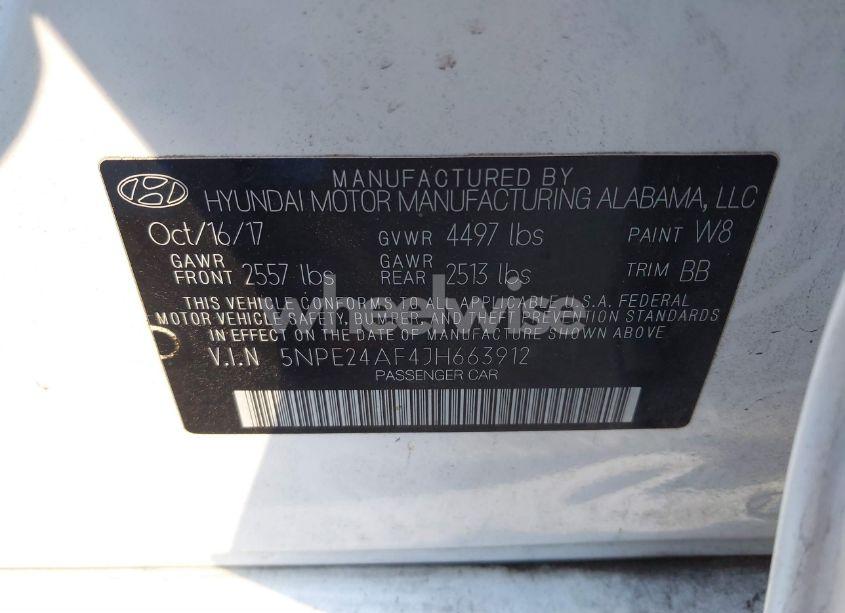 MANUFACTURED BY
HYUNDAI MOTOR MANUFACTURING ALABAMA, LLC
Oct/16/17 GVWR 4497 lbs PAINT W8
GAWR FRONT 2557 lbs GAWR REAR 2513 lbs TRIM BB
THIS VEHICLE CONFORMS TO ALL APPLICABLE U.S.A. FEDERAL
MOTOR VEHICLE SAFETY, BUMPER, AND THEFT PREVENTION STANDARDS
IN EFFECT ON THE DATE OF MANUFACTURE SHOWN ABOVE
V.I.N 5NPE24AF4JH663912
PASSENGER CAR
wheelwise